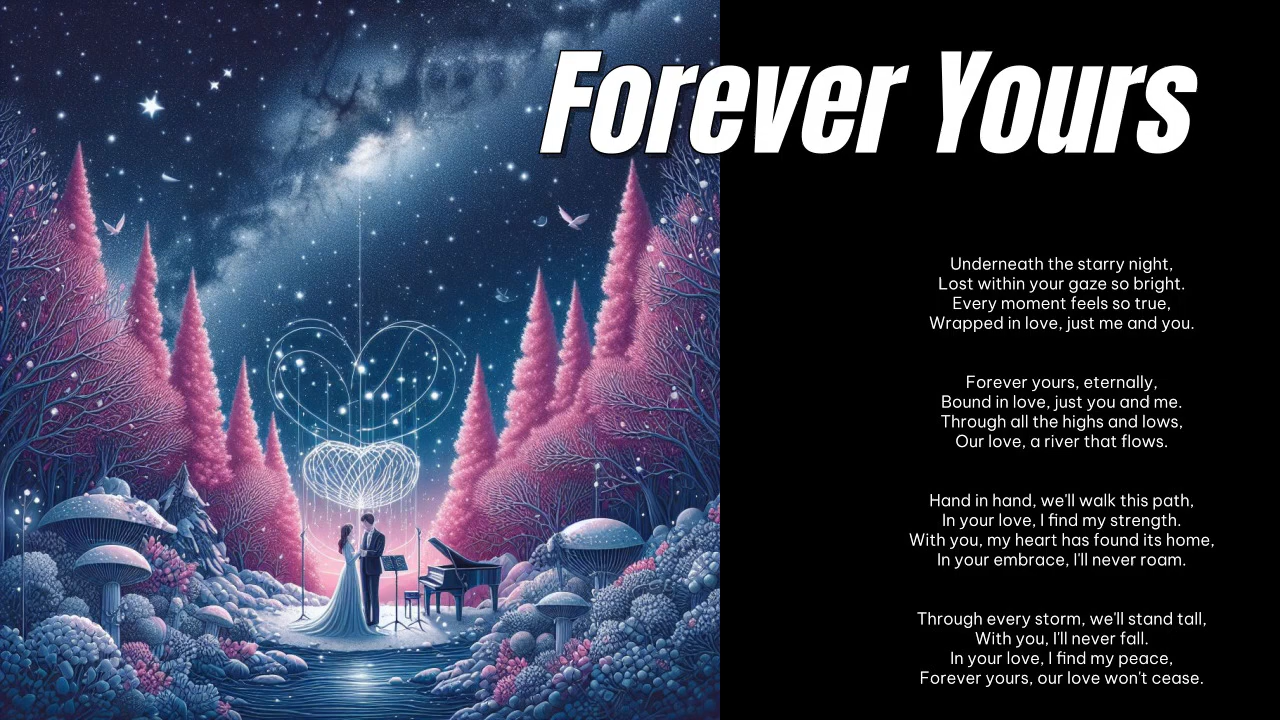 Forever Yours
Underneath the starry night,
Lost within your gaze so bright.
Every moment feels so true,
Wrapped in love, just me and you.
Forever yours, eternally,
Bound in love, just you and me.
Through all the highs and lows,
Our love, a river that flows.
Hand in hand, we'll walk this path,
In your love, I find my strength.
With you, my heart has found its home,
In your embrace, I'll never roam.
Through every storm, we'll stand tall,
With you, I'll never fall.
In your love, I find my peace,
Forever yours, our love won't cease.